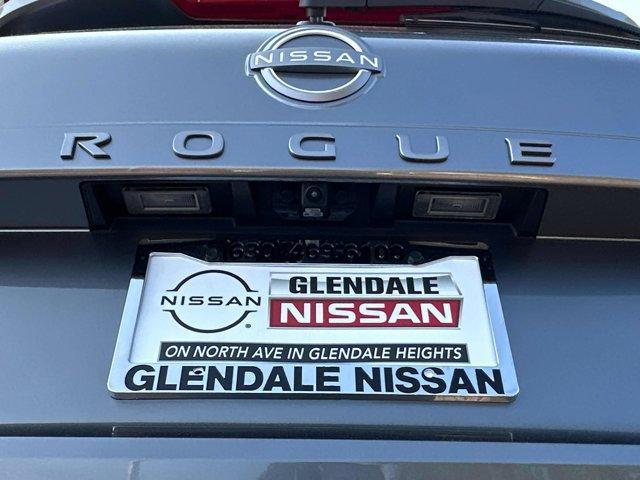 NISSAN
ROGUE
NISSAN
GLENDALE
NISSAN
ON NORTH AVE IN GLENDALE HEIGHTS
GLENDALE NISSAN